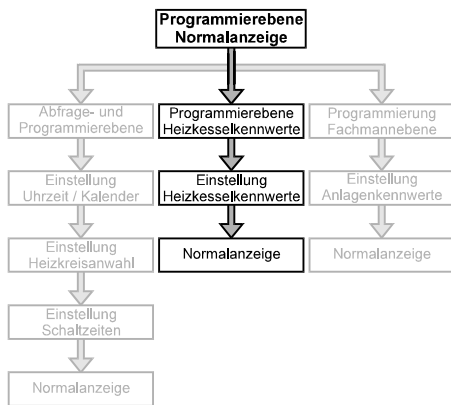 Programmierebene
Normalanzeige
Abfrage- und
Programmierebene
Programmierebene
Heizkesselkennwerte
Programmierung
Fachmannebene
Einstellung
Uhrzeit / Kalender
Einstellung
Heizkesselkennwerte
Einstellung
Anlagenkennwerte
Einstellung
Heizkreisanwahl
Normalanzeige
Normalanzeige
Einstellung
Schaltzeiten
Normalanzeige